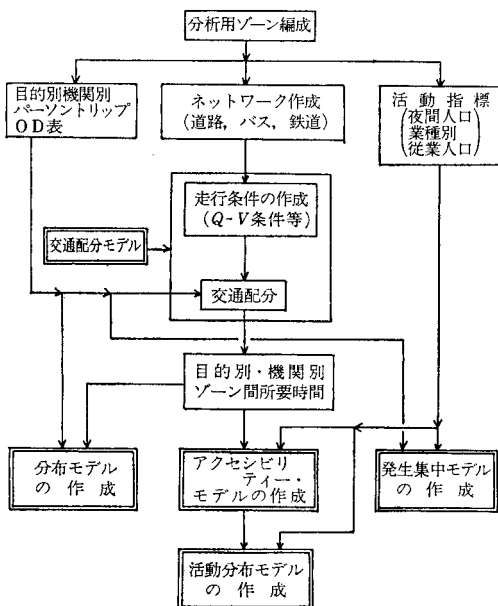 分析用ゾーン編成
目的別機関別
パーソントリップ
OD表
ネットワーク作成
(道路，バス，鉄道)
活動指標
(夜間人口)
業種別
(従業人口)
走行条件の作成
(Q-V条件等)
交通配分モデル
交通配分
目的別・機関別
ゾーン間所要時間
分布モデル
の作成
アクセシビリ
ティー・
モデルの作成
発生集中モデル
の作成
活動分布モデル
の作成